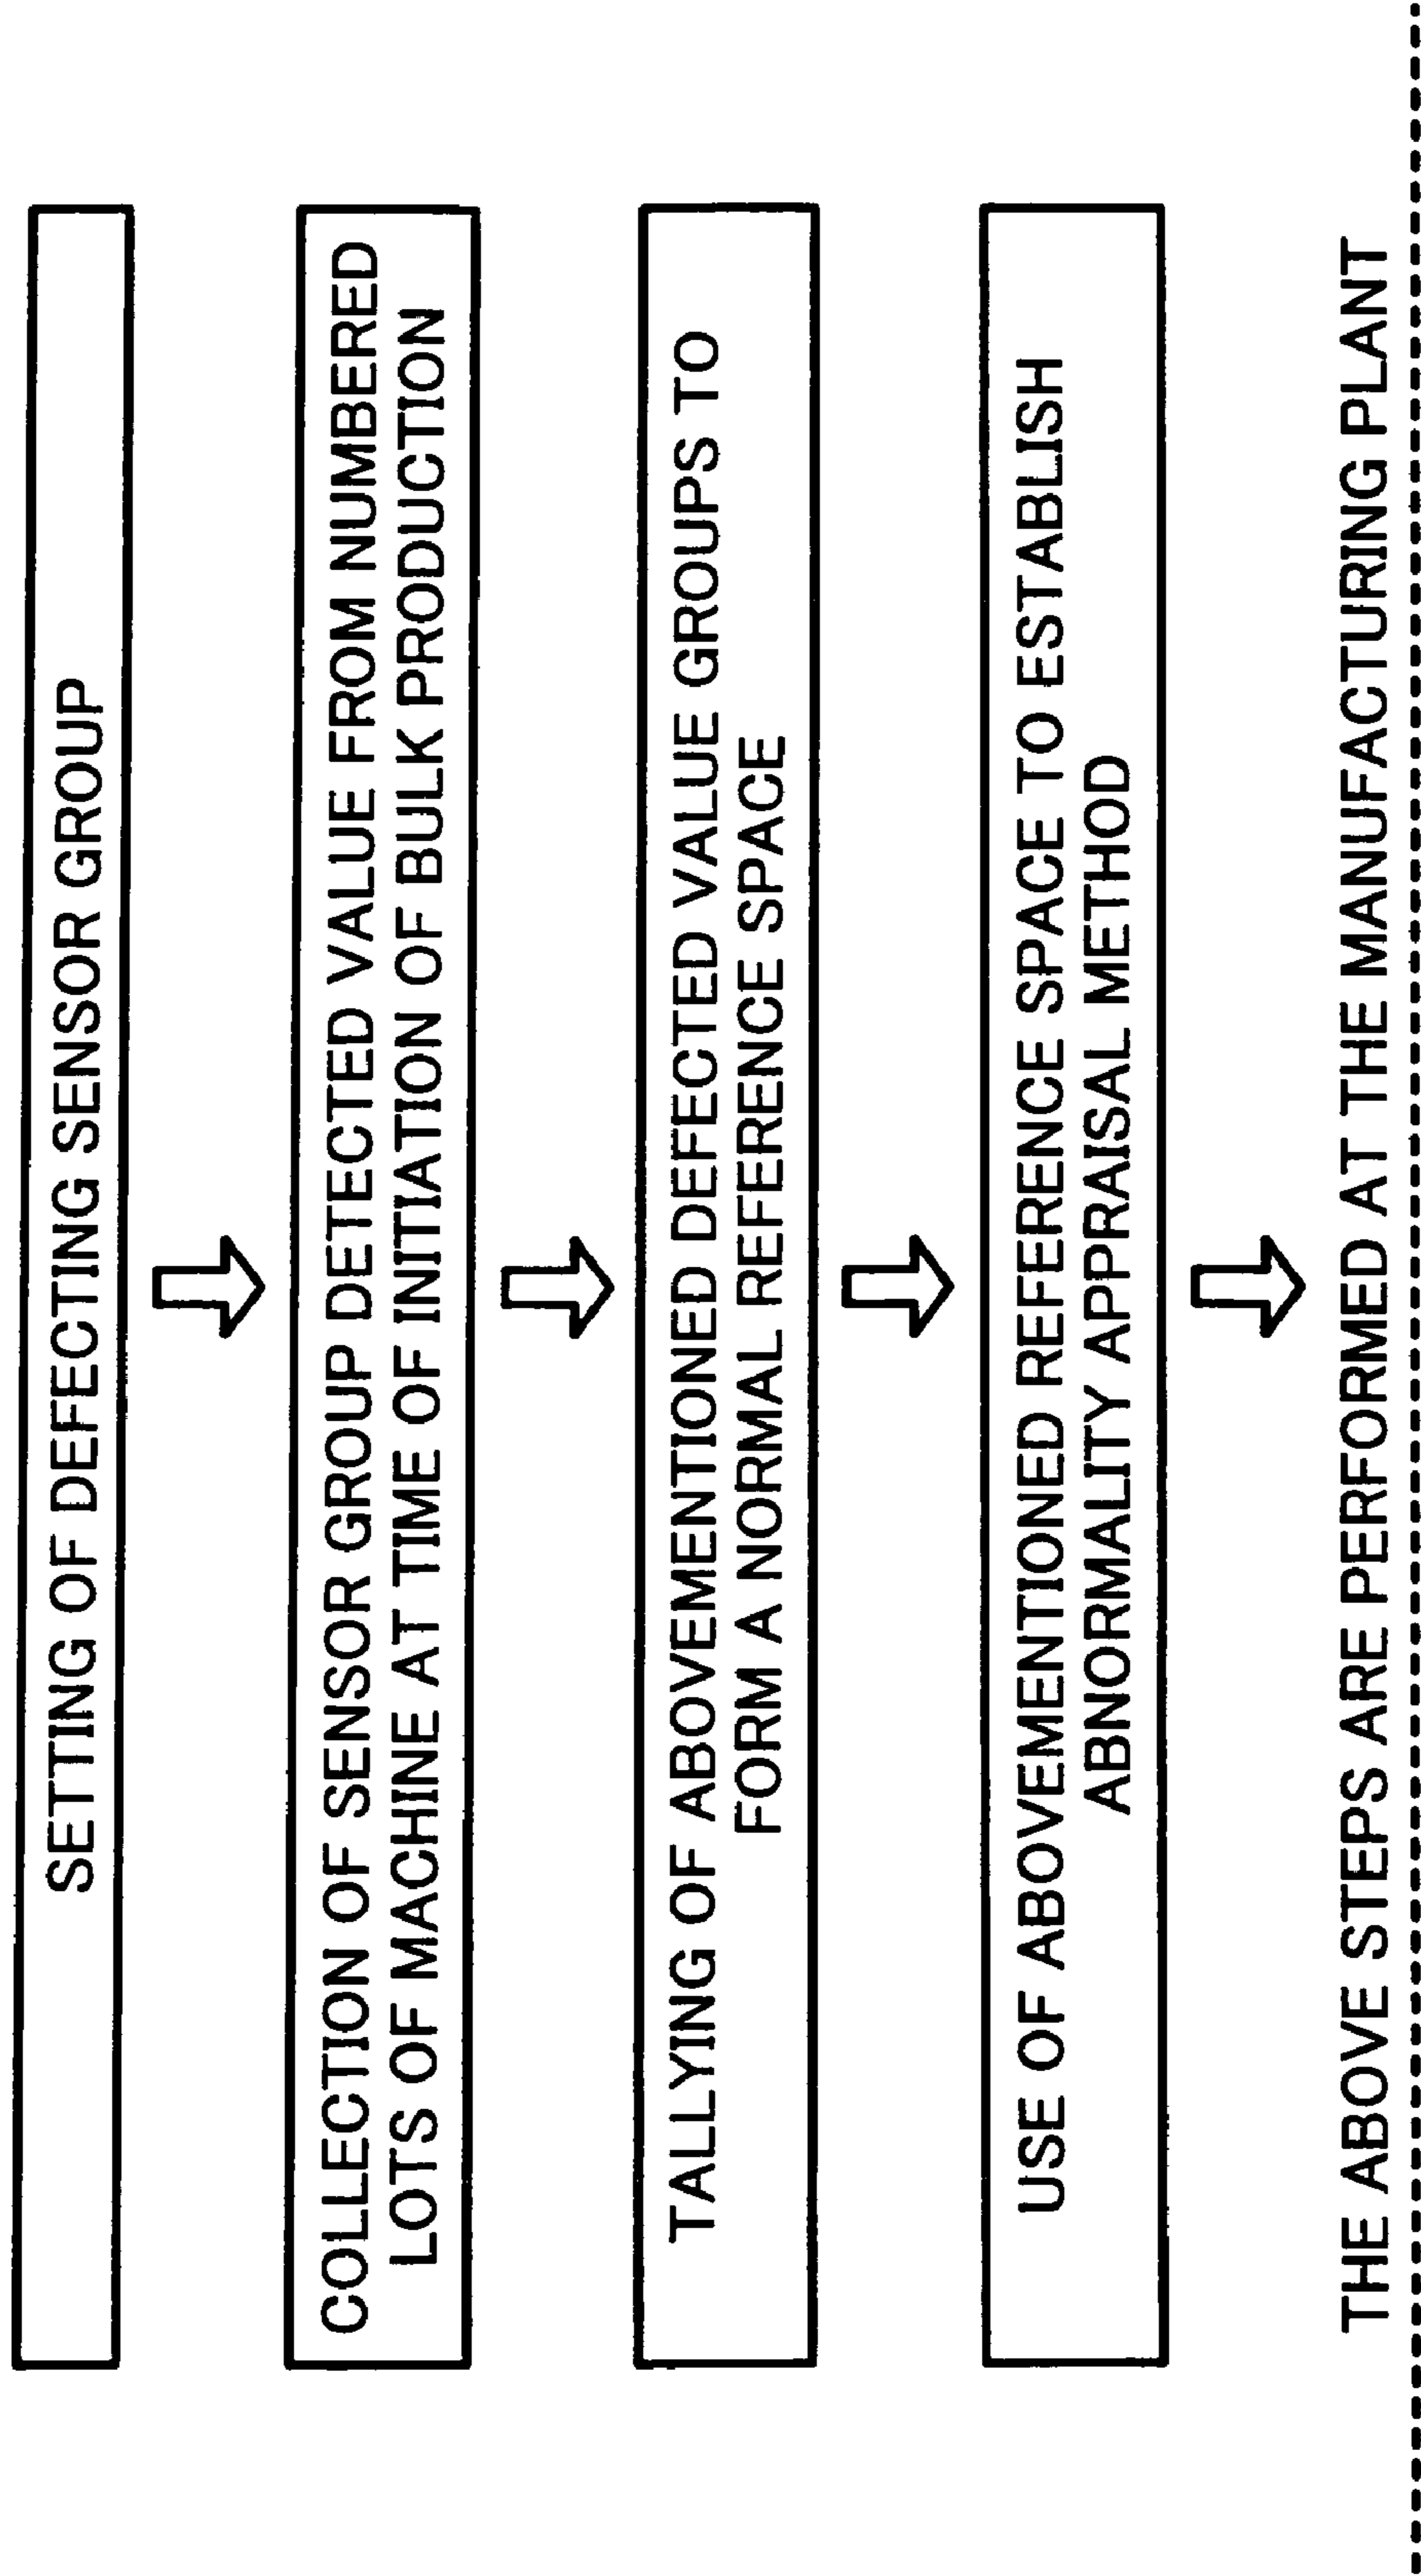 SETTING OF DEFECTING SENSOR GROUP
COLLECTION OF SENSOR GROUP DETECTED VALUE FROM NUMBERED
LOTS OF MACHINE AT TIME OF INITIATION OF BULK PRODUCTION
TALLYING OF ABOVEMENTIONED DEFECTED VALUE GROUPS TO
FORM A NORMAL REFERENCE SPACE
USE OF ABOVEMENTIONED REFERENCE SPACE TO ESTABLISH
ABNORMALITY APPRAISAL METHOD
THE ABOVE STEPS ARE PERFORMED AT THE MANUFACTURING PLANT